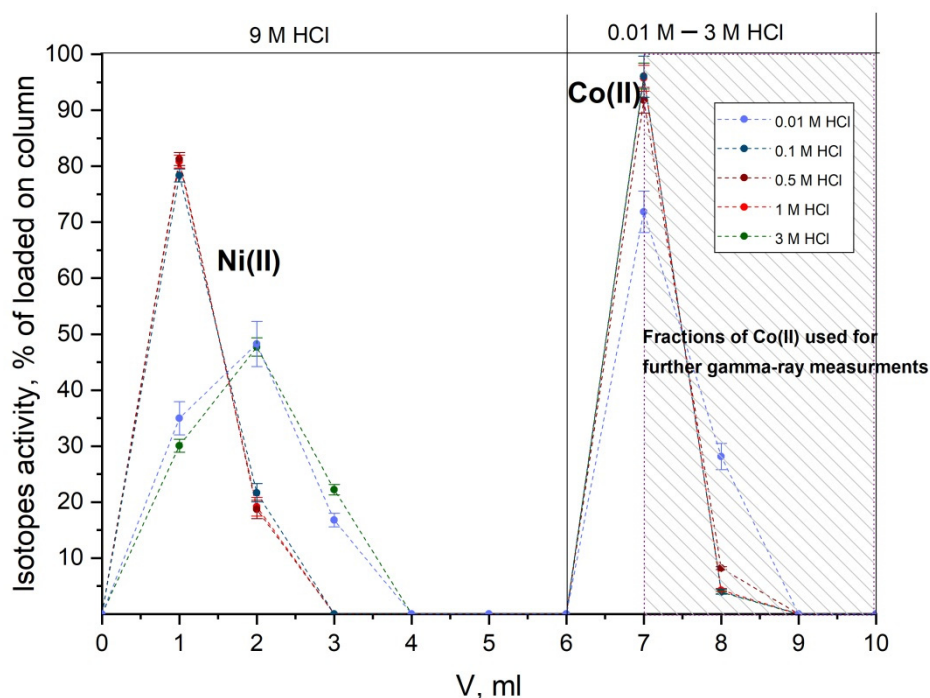 9 M HCl
0.01 M – 3 M HCl
Isotopes activity, % of loaded on column
100
90
80
70
60
50
40
30
20
10
Co(II)
Ni(II)
0.01 M HCl
0.1 M HCl
0.5 M HCl
1 M HCl
3 M HCl
Fractions of Co(II) used for
further gamma-ray measurments
0 1 2 3 4 5 6 7 8 9 10
V, ml